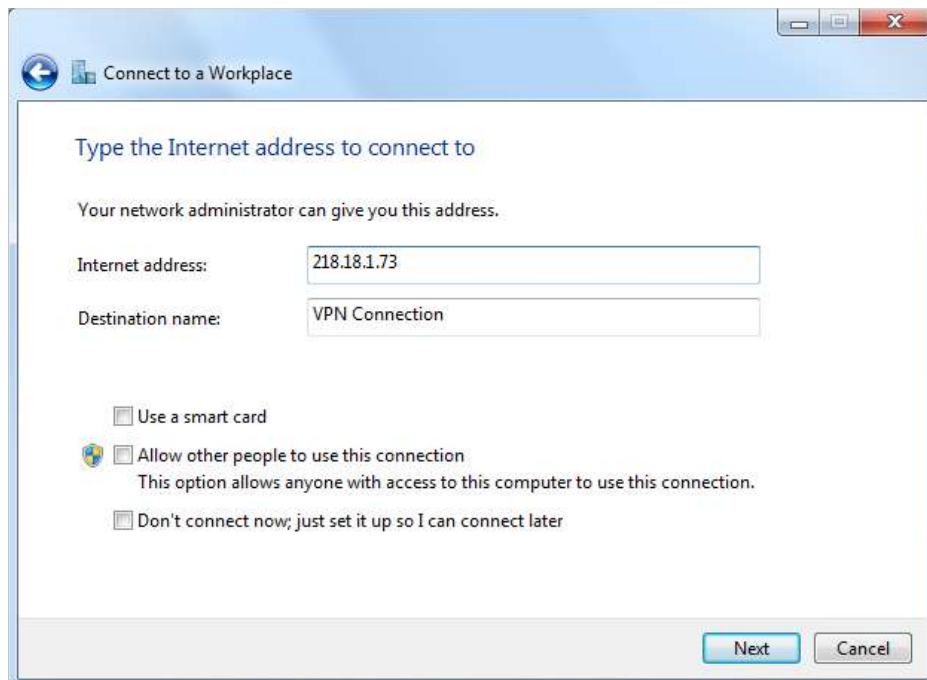 Connect to a Workplace
Type the Internet address to connect to
Your network administrator can give you this address.
Internet address: 218.18.1.73
Destination name: VPN Connection
Use a smart card
Allow other people to use this connection
This option allows anyone with access to this computer to use this connection.
Don't connect now; just set it up so I can connect later
Next Cancel